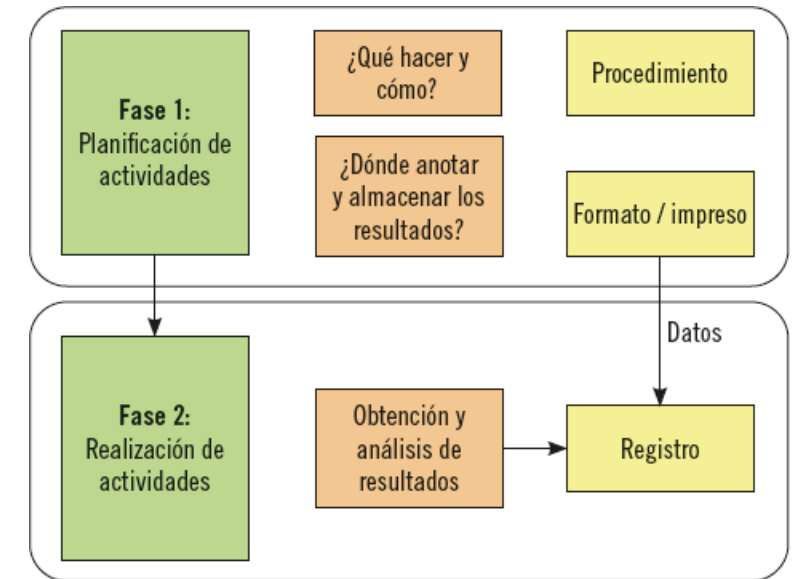 Fase 1:
Planificación de
actividades
¿Qué hacer y
cómo?
Procedimiento
¿Dónde anotar
y almacenar los
resultados?
Formato / impreso
Datos
Fase 2:
Realización de
actividades
Obtención y
análisis de
resultados
Registro